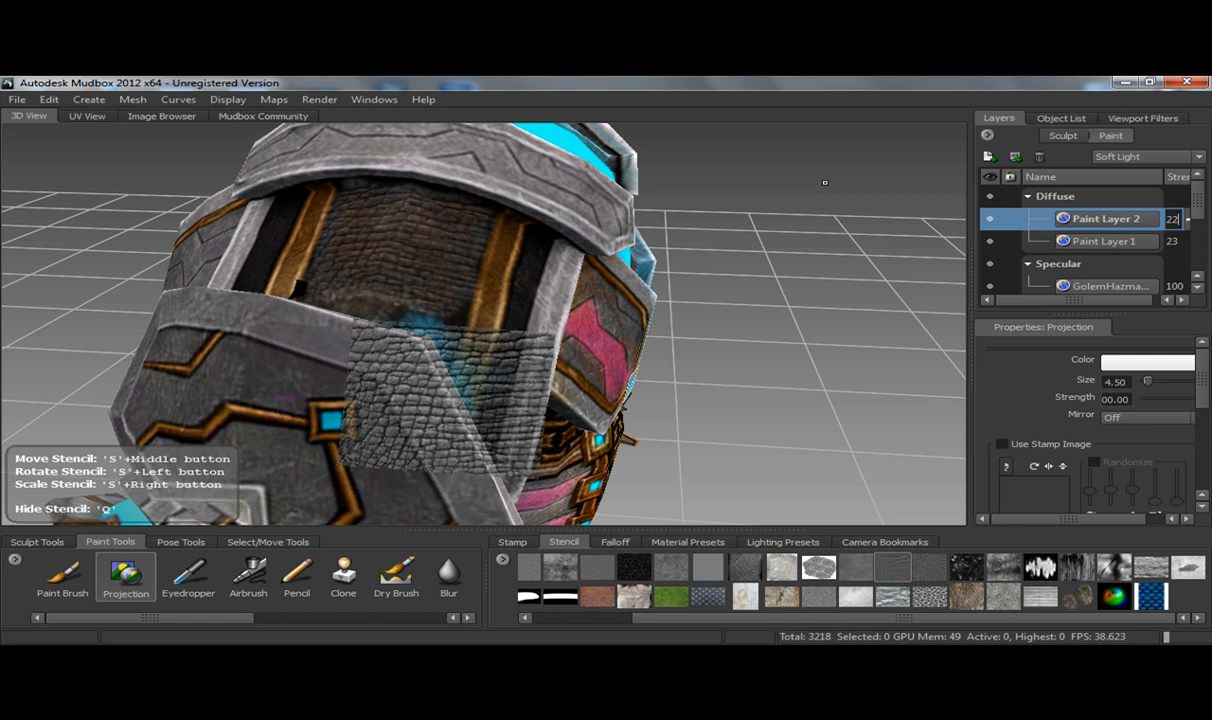 Autodesk Mudbox 2012 x64 - Unregistered Version
File Edit Create Mesh Curves Display Maps Render Windows Help
3D View UV View Image Browser Mudbox Community
Layers Object List Viewport Filters
Sculpt Paint
Soft Light
Name Stre
Diffuse
Paint Layer 2 22
Paint Layer1 23
Specular
GolemHazma... 100
Properties: Projection
Color
Size 4.50
Strength 00.00
Mirror Off
Use Stamp Image
Randomize
Move Stencil: 'S'+Middle button
Rotate Stencil: 'S'+Left button
Scale Stencil: 'S'+Right button
Hide Stencil: 'Q'
Sculpt Tools Paint Tools Pose Tools Select/Move Tools
Paint Brush Projection Eyedropper Airbrush Pencil Clone Dry Brush Blur
Stamp Stencil Falloff Material Presets Lighting Presets Camera Bookmarks
Total: 3218 Selected: 0 GPU Mem: 49 Active: 0, Highest: 0 FPS: 38.623